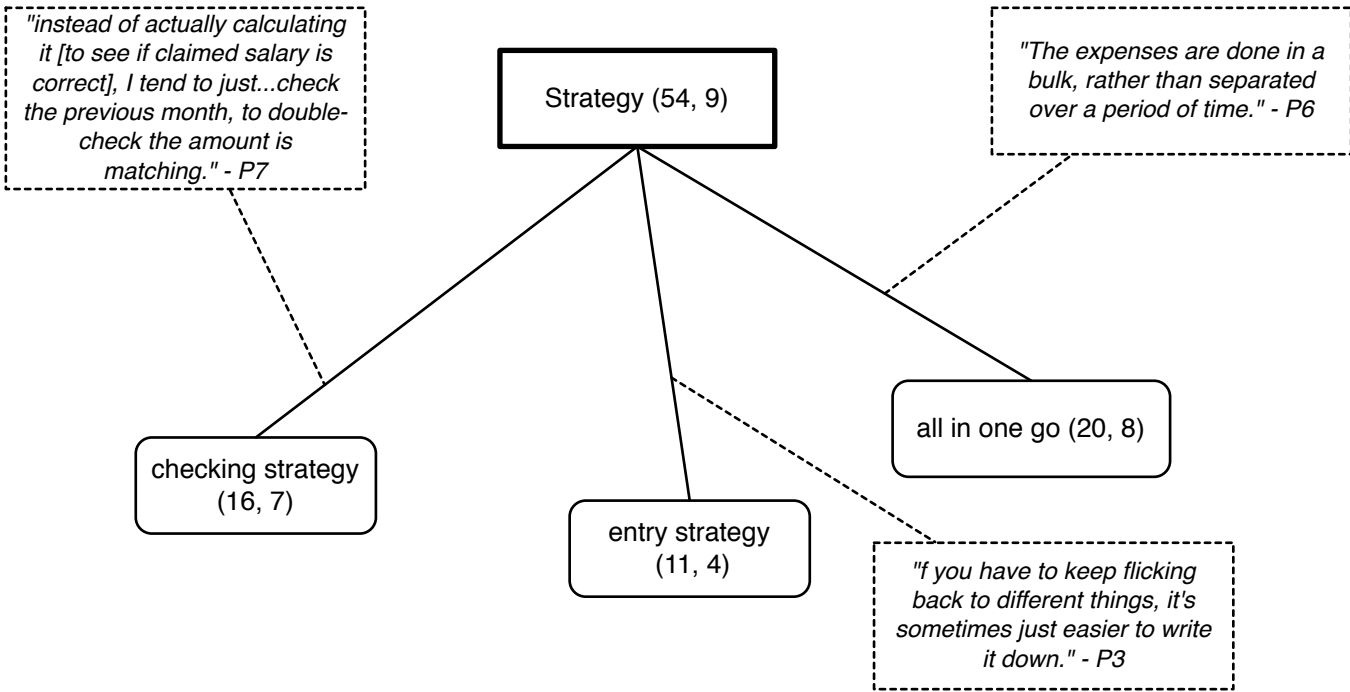 "instead of actually calculating
it [to see if claimed salary is
correct], I tend to just...check
the previous month, to double-
check the amount is
matching." - P7
Strategy (54, 9)
"The expenses are done in a
bulk, rather than separated
over a period of time." - P6
checking strategy
(16, 7)
entry strategy
(11, 4)
all in one go (20, 8)
"f you have to keep flicking
back to different things, it's
sometimes just easier to write
it down." - P3